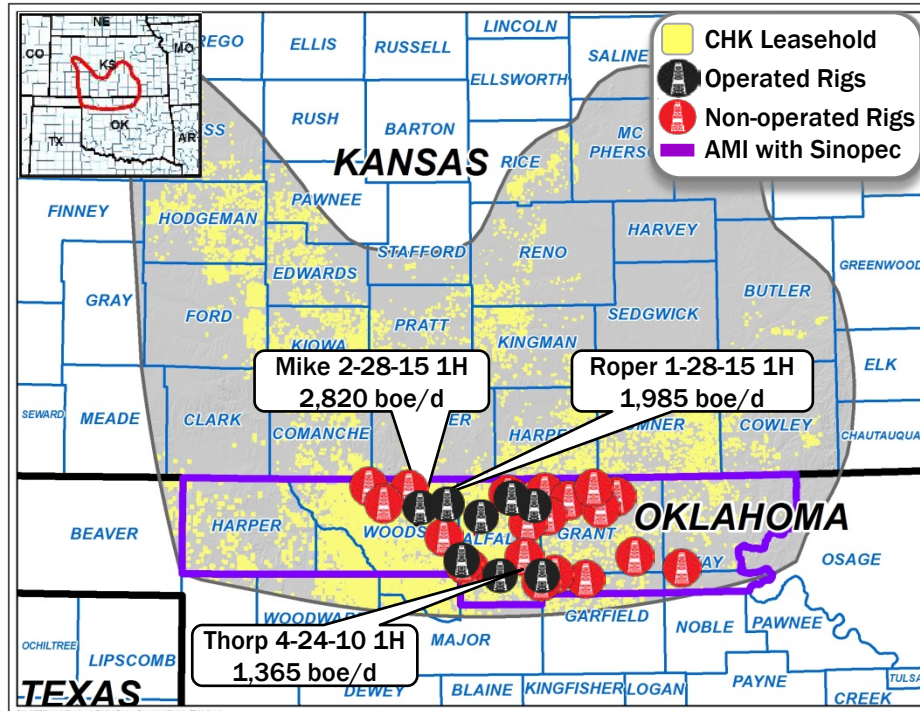 NE
CO
KS
MO
OK
TX
AR
REGO
ELLIS
RUSSELL
LINCOLN
SALINE
ELLSWORTH
CHK Leasehold
Operated Rigs
Non-operated Rigs
AMI with Sinopec
SS
RUSH
BARTON
RICE
MC
PHERSO
KANSAS
FINNEY
HODGEMAN
PAWNEE
STAFFORD
RENO
HARVEY
GREENWOOD
EDWARDS
GRAY
FORD
KIOWA
PRATT
KINGMAN
SEDGWICK
BUTLER
ELK
Mike 2-28-15 1H
2,820 boe/d
Roper 1-28-15 1H
1,985 boe/d
SEWARD
MEADE
CLARK
COMANCHE
ER
HARPE
MNER
COWLEY
CHAUTAUQUA
BEAVER
HARPER
WOODS
ALFAL
GRANT
AY
OKLAHOMA
OSAGE
WOODWAR
MAJOR
GARFIELD
NOBLE
PAWNEE
Thorp 4-24-10 1H
1,365 boe/d
OCHILTREE
LIPSCOMB
TEXAS
DEWEY
BLAINE
KINGFISHER
LOGAN
PAYNE
CREEK
TULSA